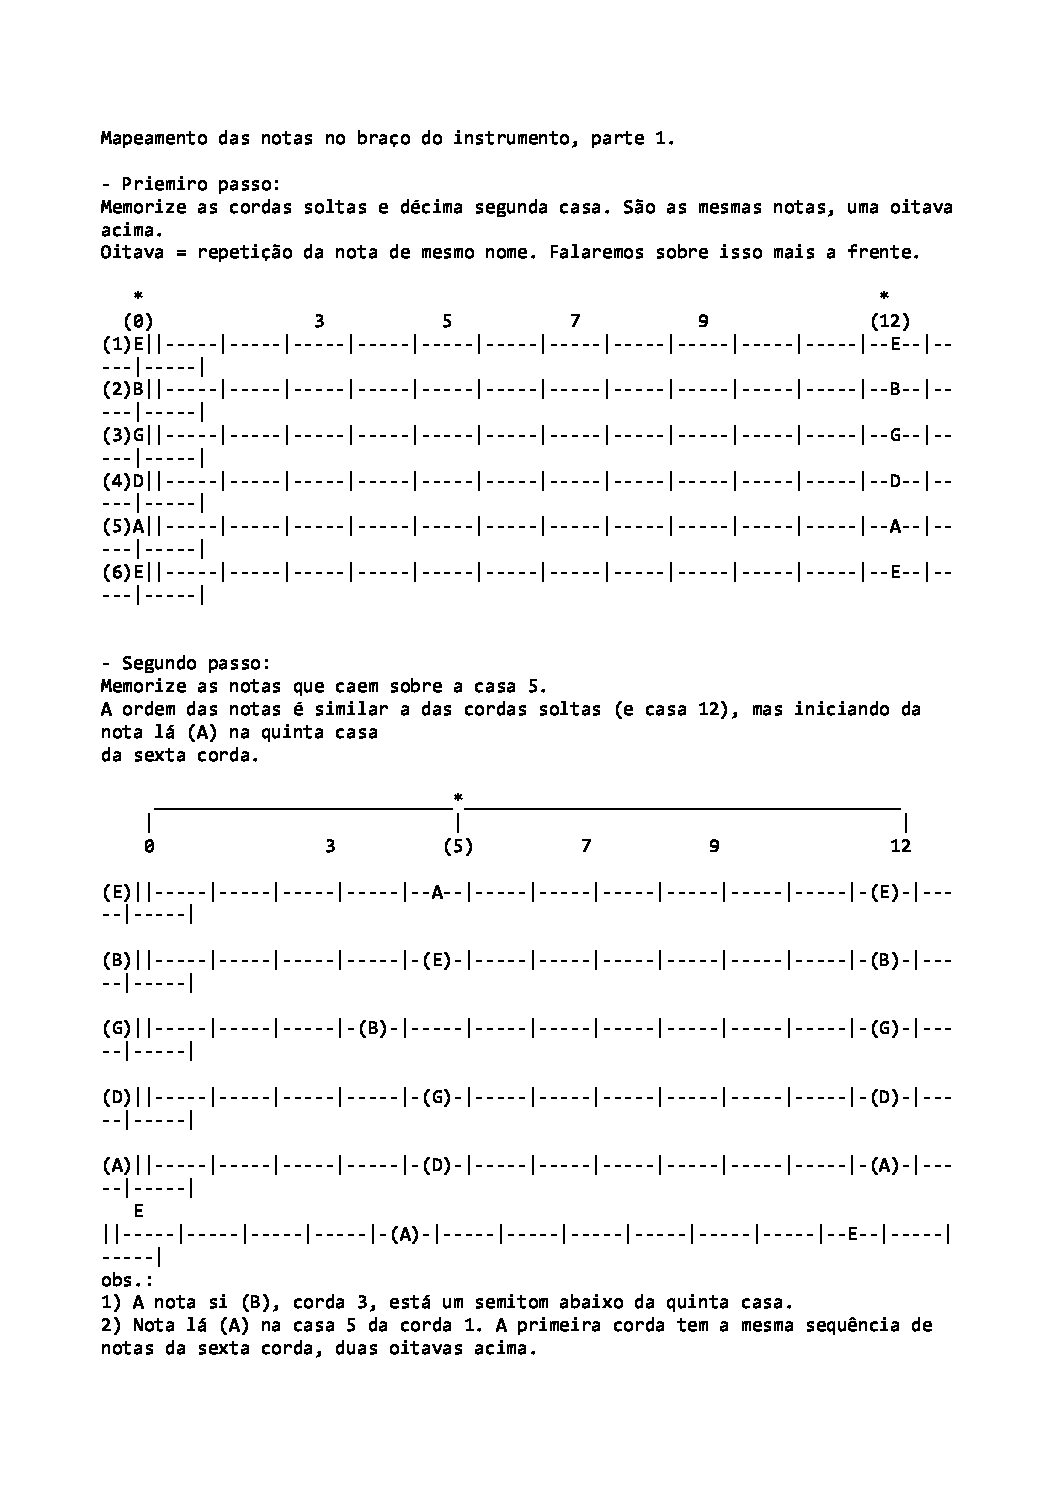 Mapeamento das notas no braço do instrumento, parte 1.
- Priemiro passo:
Memorize as cordas soltas e décima segunda casa. São as mesmas notas, uma oitava
acima.
Oitava = repetição da nota de mesmo nome. Falaremos sobre isso mais a frente.
* *
(0) 3 5 7 9 (12)
(1)E||-----|-----|-----|-----|-----|-----|-----|-----|-----|-----|-----|--E--|--
---|-----|
(2)B||-----|-----|-----|-----|-----|-----|-----|-----|-----|-----|-----|--B--|--
---|-----|
(3)G||-----|-----|-----|-----|-----|-----|-----|-----|-----|-----|-----|--G--|--
---|-----|
(4)D||-----|-----|-----|-----|-----|-----|-----|-----|-----|-----|-----|--D--|--
---|-----|
(5)A||-----|-----|-----|-----|-----|-----|-----|-----|-----|-----|-----|--A--|--
---|-----|
(6)E||-----|-----|-----|-----|-----|-----|-----|-----|-----|-----|-----|--E--|--
---|-----|
- Segundo passo:
Memorize as notas que caem sobre a casa 5.
A ordem das notas é similar a das cordas soltas (e casa 12), mas iniciando da
nota lá (A) na quinta casa
da sexta corda.
____________________________*_________________________________________
| | |
0 3 (5) 7 9 12
(E)||-----|-----|-----|-----|--A--|-----|-----|-----|-----|-----|-----|-(E)-|---
--|-----|
(B)||-----|-----|-----|-----|-(E)-|-----|-----|-----|-----|-----|-----|-(B)-|---
--|-----|
(G)||-----|-----|-----|-(B)-|-----|-----|-----|-----|-----|-----|-----|-(G)-|---
--|-----|
(D)||-----|-----|-----|-----|-(G)-|-----|-----|-----|-----|-----|-----|-(D)-|---
--|-----|
(A)||-----|-----|-----|-----|-(D)-|-----|-----|-----|-----|-----|-----|-(A)-|---
--|-----|
E
||-----|-----|-----|-----|-(A)-|-----|-----|-----|-----|-----|-----|--E--|-----|
-----|
obs.:
1) A nota si (B), corda 3, está um semitom abaixo da quinta casa.
2) Nota lá (A) na casa 5 da corda 1. A primeira corda tem a mesma sequência de
notas da sexta corda, duas oitavas acima.